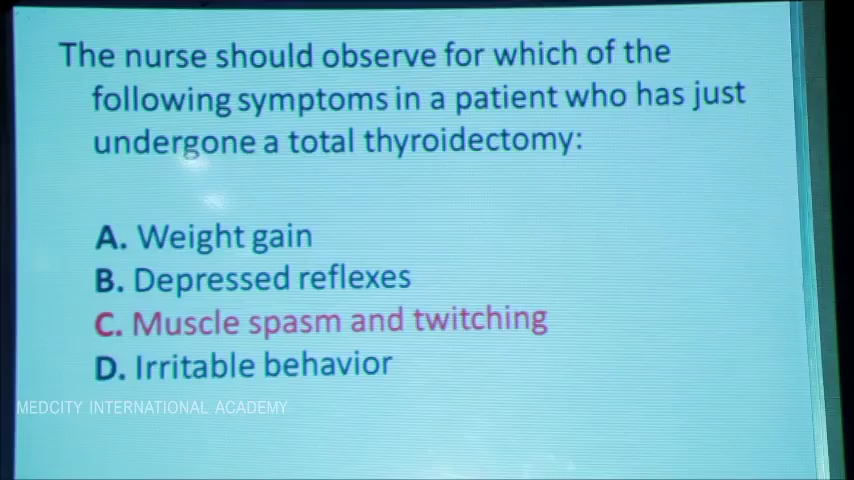 The nurse should observe for which of the
following symptoms in a patient who has just
undergone a total thyroidectomy:
A. Weight gain
B. Depressed reflexes
C. Muscle spasm and twitching
D. Irritable behavior
MEDCITY INTERNATIONAL ACADEMY